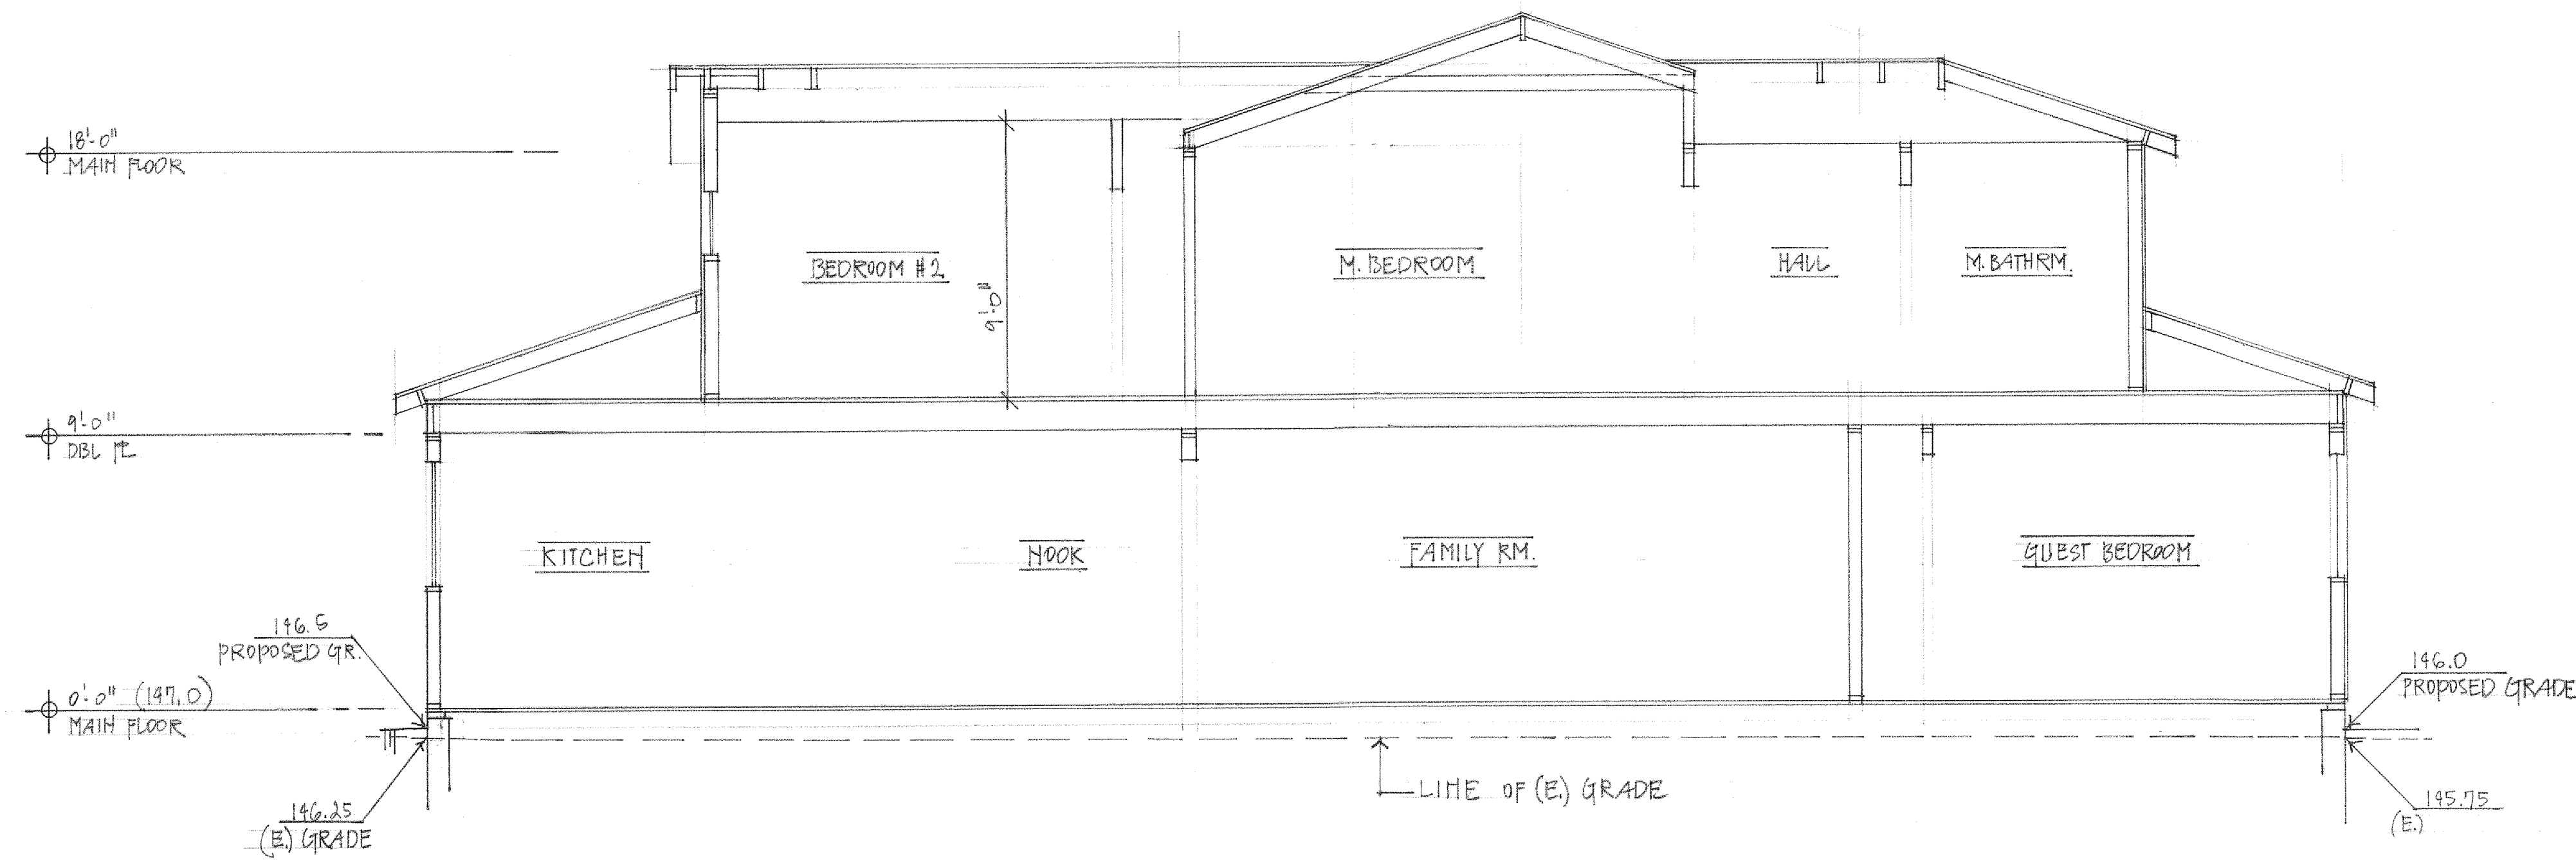 18'-0"
MAIN FLOOR
BEDROOM #2
9'-0"
M. BEDROOM
HALL
M. BATHRM.
9'-0"
DBL PL
KITCHEN
NOOK
FAMILY RM.
GUEST BEDROOM
146.5
PROPOSED GR.
146.0
PROPOSED GRADE
0'-0" (147.0)
MAIN FLOOR
LINE OF (E.) GRADE
146.25
(E.) GRADE
145.75
(E.)